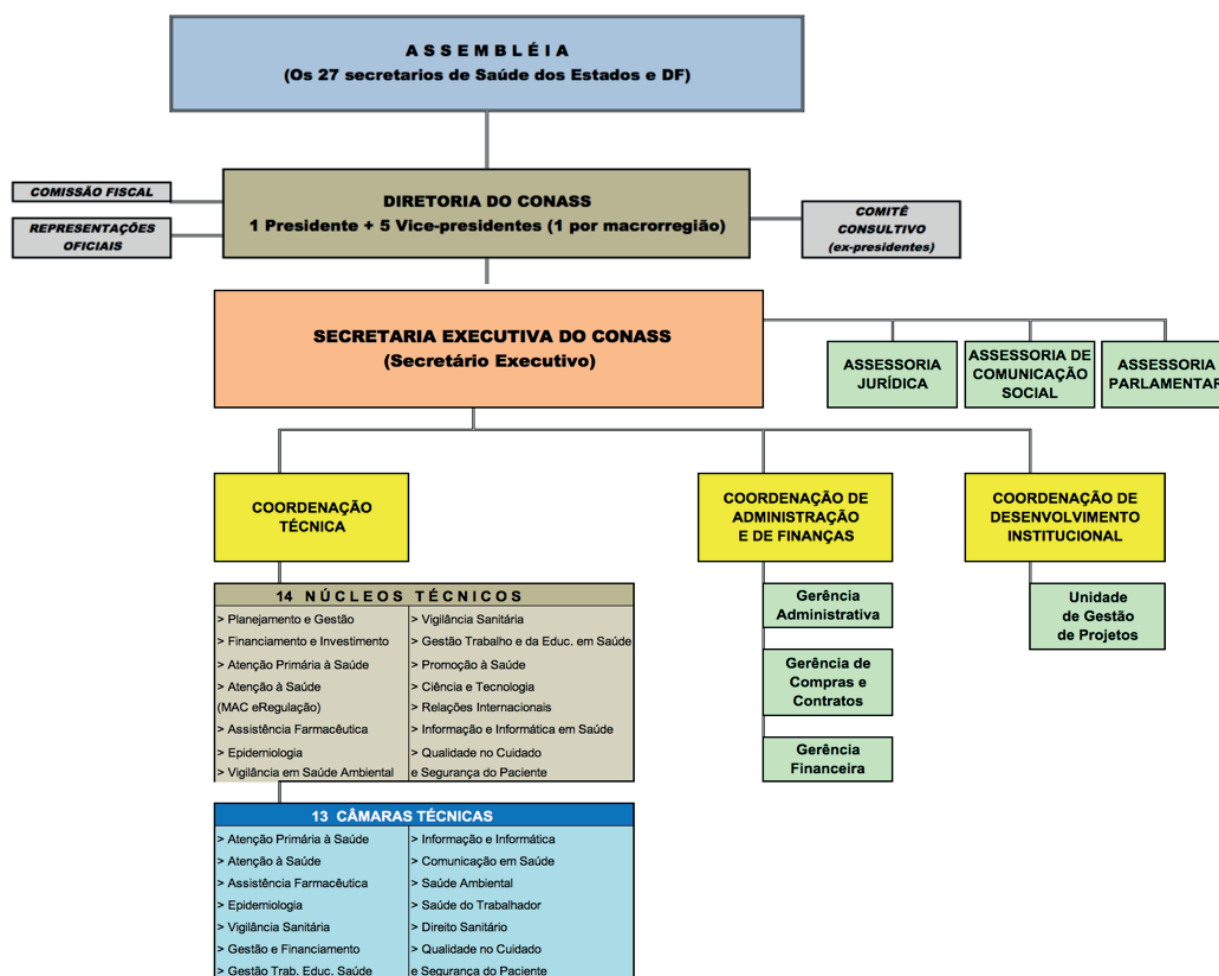 ASSEMBLÉIA
(Os 27 secretarios de Saúde dos Estados e DF)
COMISSÃO FISCAL
REPRESENTAÇÕES
OFICIAIS
DIRETORIA DO CONASS
1 Presidente + 5 Vice-presidentes (1 por macrorregião)
COMITÊ
CONSULTIVO
(ex-presidentes)
SECRETARIA EXECUTIVA DO CONASS
(Secretário Executivo)
ASSESSORIA
JURÍDICA
ASSESSORIA DE
COMUNICAÇÃO
SOCIAL
ASSESSORIA
PARLAMENTAR
COORDENAÇÃO
TÉCNICA
COORDENAÇÃO DE
ADMINISTRAÇÃO
E DE FINANÇAS
COORDENAÇÃO DE
DESENVOLVIMENTO
INSTITUCIONAL
14 NÚCLEOS TÉCNICOS
> Planejamento e Gestão
> Financiamento e Investimento
> Atenção Primária à Saúde
> Atenção à Saúde
(MAC eRegulação)
> Assistência Farmacêutica
> Epidemiologia
> Vigilância em Saúde Ambiental
> Vigilância Sanitária
> Gestão Trabalho e da Educ. em Saúde
> Promoção à Saúde
> Ciência e Tecnologia
> Relações Internacionais
> Informação e Informática em Saúde
> Qualidade no Cuidado
e Segurança do Paciente
Gerência
Administrativa
Gerência de
Compras e
Contratos
Gerência
Financeira
Unidade
de Gestão
de Projetos
13 CÂMARAS TÉCNICAS
> Atenção Primária à Saúde
> Atenção à Saúde
> Assistência Farmacêutica
> Epidemiologia
> Vigilância Sanitária
> Gestão e Financiamento
> Gestão Trab. Educ. Saúde
> Informação e Informática
> Comunicação em Saúde
> Saúde Ambiental
> Saúde do Trabalhador
> Direito Sanitário
> Qualidade no Cuidado
e Segurança do Paciente